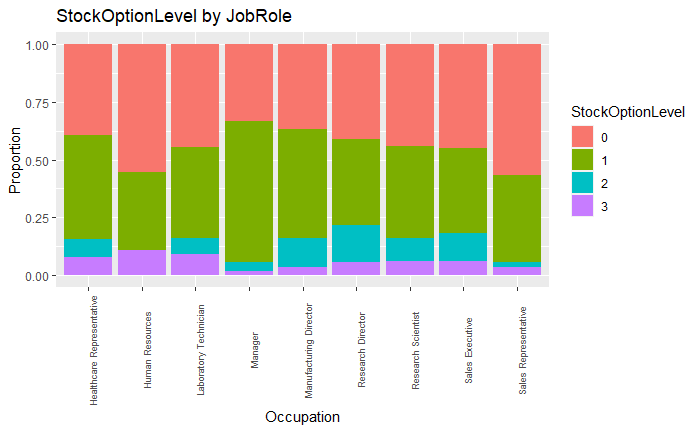 StockOptionLevel by JobRole
1.00
0.75
0.50
0.25
0.00
Proportion
Healthcare Representative
Human Resources
Laboratory Technician
Manager
Manufacturing Director
Research Director
Research Scientist
Sales Executive
Sales Representative
Occupation
StockOptionLevel
0
1
2
3